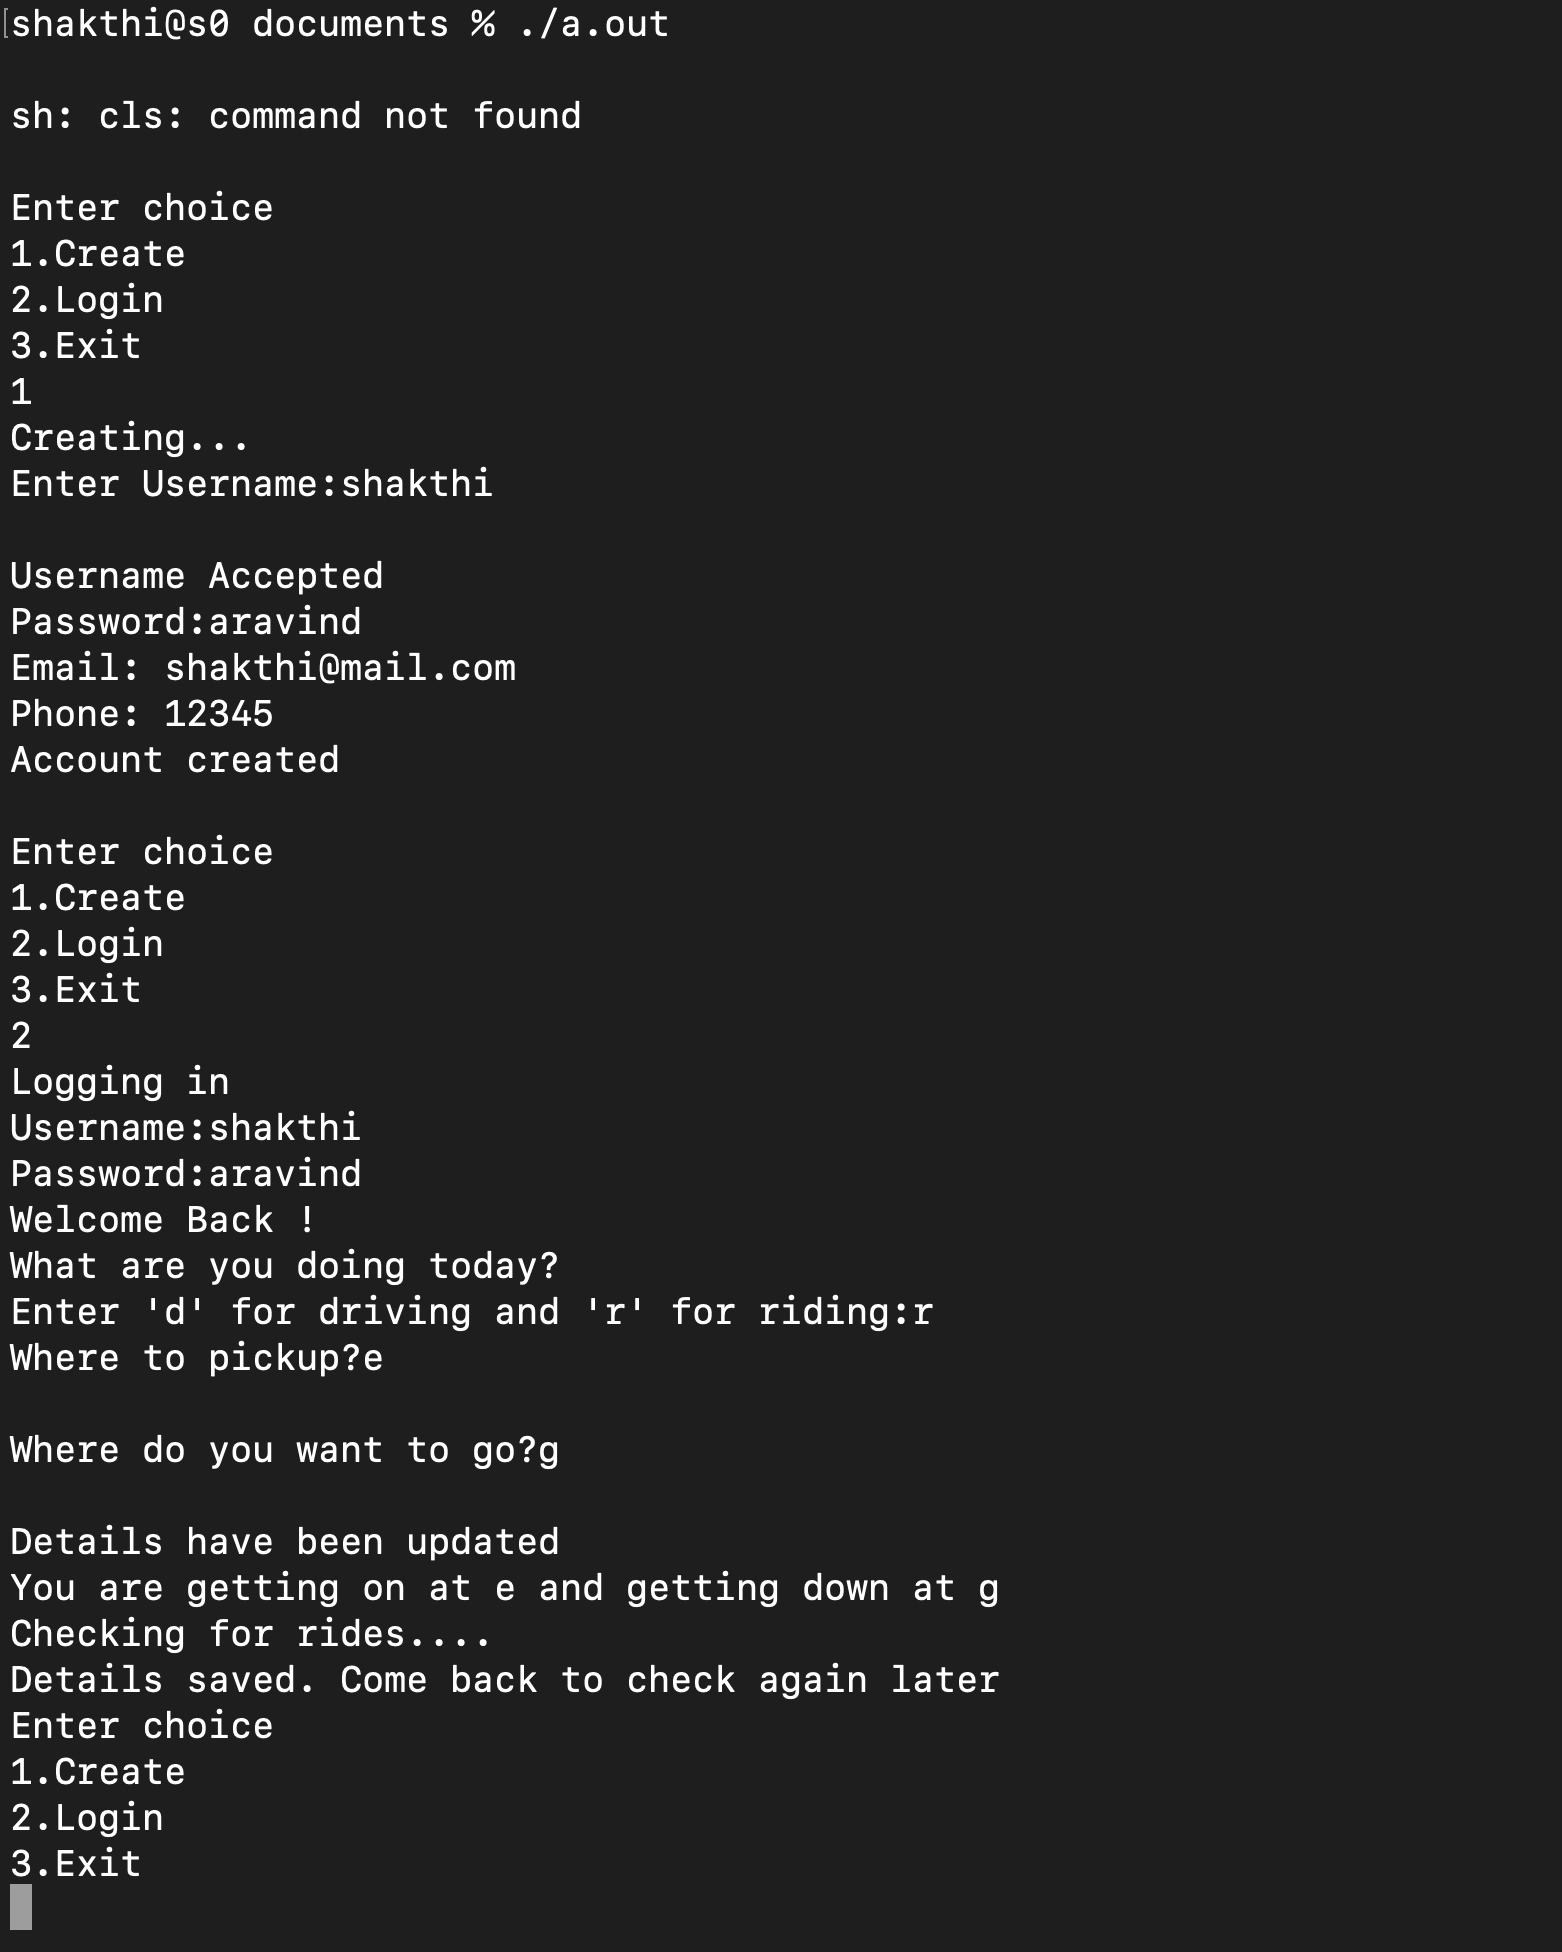 [shakthi@s0 documents % ./a.out
sh: cls: command not found
Enter choice
1.Create
2.Login
3.Exit
1
Creating...
Enter Username:shakthi
Username Accepted
Password:aravind
Email: shakthi@mail.com
Phone: 12345
Account created
Enter choice
1.Create
2.Login
3.Exit
2
Logging in
Username:shakthi
Password:aravind
Welcome Back !
What are you doing today?
Enter 'd' for driving and 'r' for riding:r
Where to pickup?e
Where do you want to go?g
Details have been updated
You are getting on at e and getting down at g
Checking for rides....
Details saved. Come back to check again later
Enter choice
1.Create
2.Login
3.Exit